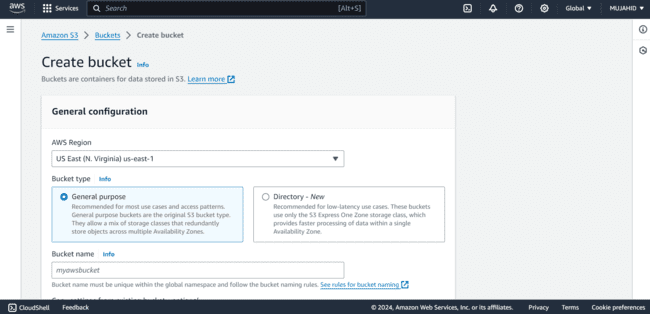 aws Services Search [Alt+S] Global MUJAHID
Amazon S3 > Buckets > Create bucket
Create bucket Info
Buckets are containers for data stored in S3. Learn more
General configuration
AWS Region
US East (N. Virginia) us-east-1
Bucket type Info
General purpose
Recommended for most use cases and access patterns.
General purpose buckets are the original S3 bucket type.
They allow a mix of storage classes that redundantly
store objects across multiple Availability Zones.
Directory - New
Recommended for low-latency use cases. These buckets
use only the S3 Express One Zone storage class, which
provides faster processing of data within a single
Availability Zone.
Bucket name Info
myawsbucket
Bucket name must be unique within the global namespace and follow the bucket naming rules. See rules for bucket naming
CloudShell Feedback © 2024, Amazon Web Services, Inc. or its affiliates. Privacy Terms Cookie preferences